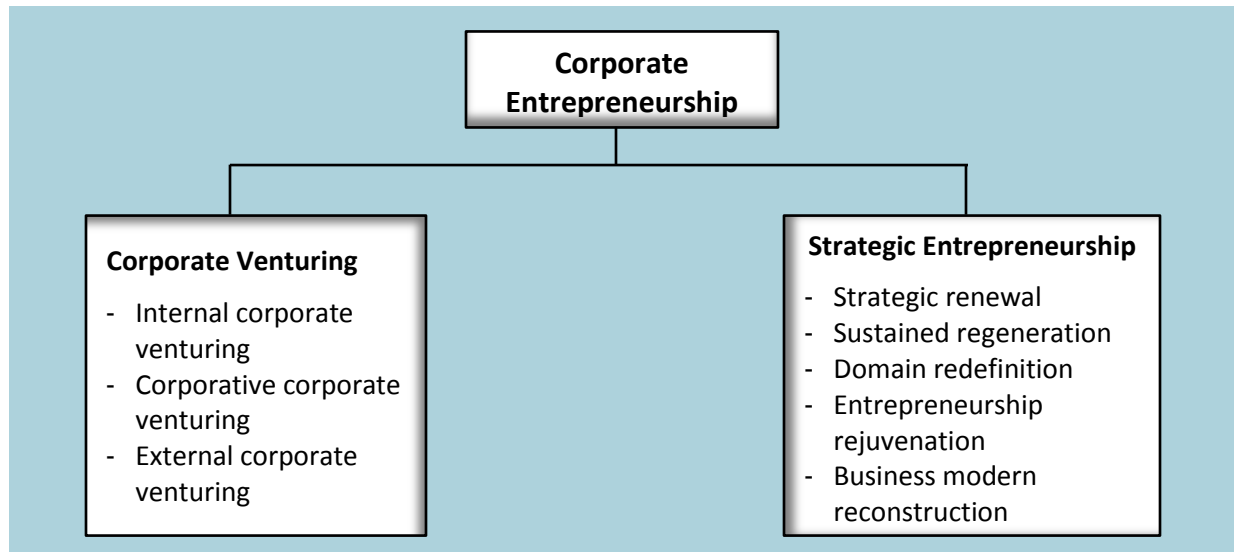 Corporate
Entrepreneurship
Corporate Venturing
- Internal corporate
venturing
- Corporative corporate
venturing
- External corporate
venturing
Strategic Entrepreneurship
- Strategic renewal
- Sustained regeneration
- Domain redefinition
- Entrepreneurship
rejuvenation
- Business modern
reconstruction